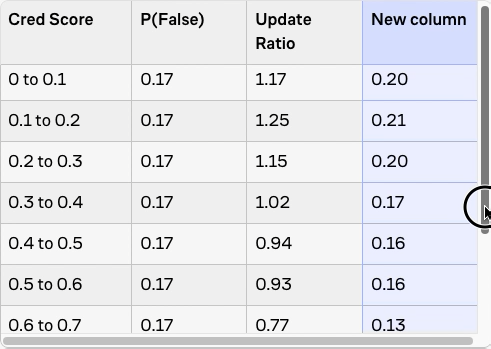 Cred Score P(False) Update Ratio New column
0 to 0.1 0.17 1.17 0.20
0.1 to 0.2 0.17 1.25 0.21
0.2 to 0.3 0.17 1.15 0.20
0.3 to 0.4 0.17 1.02 0.17
0.4 to 0.5 0.17 0.94 0.16
0.5 to 0.6 0.17 0.93 0.16
0.6 to 0.7 0.17 0.77 0.13